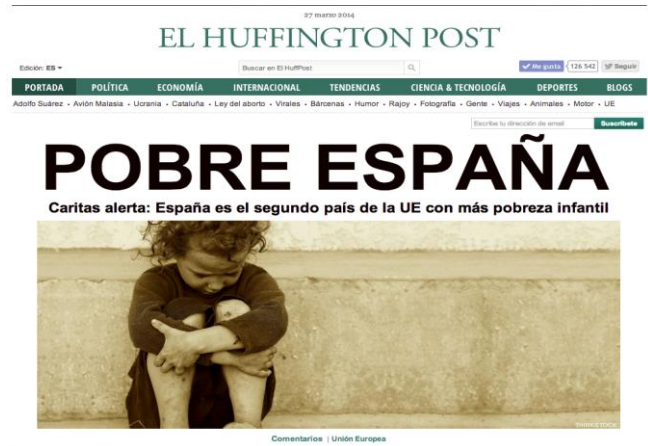 27 marzo 2014
EL HUFFINGTON POST
Edición: ES
Buscar en El HuffPost
Me gusta 126 542 Seguir
PORTADA POLÍTICA ECONOMÍA INTERNACIONAL TENDENCIAS CIENCIA & TECNOLOGÍA DEPORTES BLOGS
Adolfo Suárez • Avión Malasia • Ucrania • Cataluña • Ley del aborto • Virales • Bárcenas • Humor • Rajoy • Fotografía • Gente • Viajes • Animales • Motor • UE
Escribe tu dirección de email Suscríbete
POBRE ESPAÑA
Caritas alerta: España es el segundo país de la UE con más pobreza infantil
THINKSTOCK
Comentarios | Unión Europea